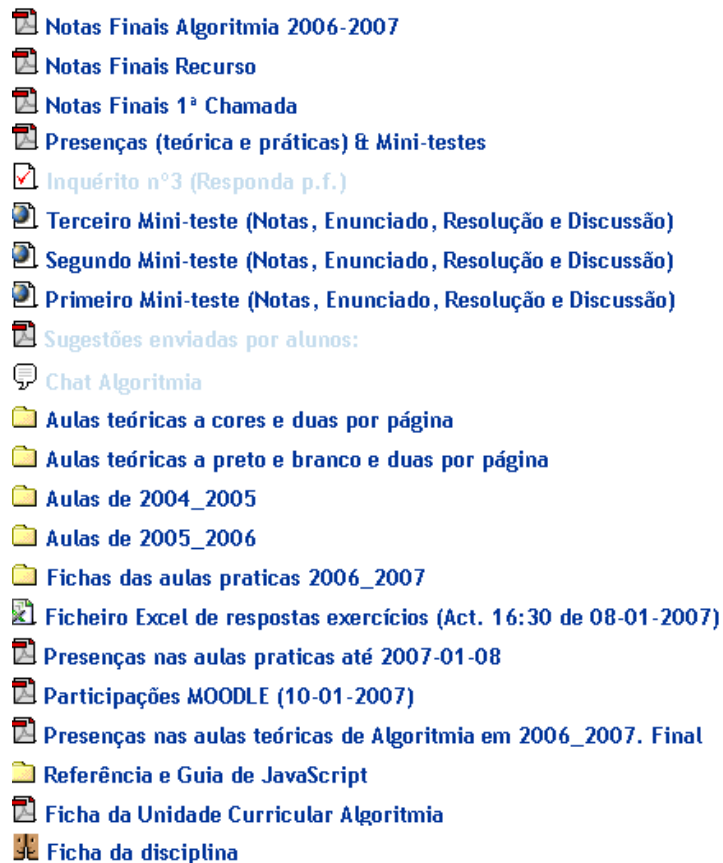 Notas Finais Algoritmia 2006-2007
Notas Finais Recurso
Notas Finais 1ª Chamada
Presenças (teórica e práticas) & Mini-testes
Inquérito nº3 (Responda p.f.)
Terceiro Mini-teste (Notas, Enunciado, Resolução e Discussão)
Segundo Mini-teste (Notas, Enunciado, Resolução e Discussão)
Primeiro Mini-teste (Notas, Enunciado, Resolução e Discussão)
Sugestões enviadas por alunos:
Chat Algoritmia
Aulas teóricas a cores e duas por página
Aulas teóricas a preto e branco e duas por página
Aulas de 2004_2005
Aulas de 2005_2006
Fichas das aulas praticas 2006_2007
Ficheiro Excel de respostas exercícios (Act. 16:30 de 08-01-2007)
Presenças nas aulas praticas até 2007-01-08
Participações MOODLE (10-01-2007)
Presenças nas aulas teóricas de Algoritmia em 2006_2007. Final
Referência e Guia de JavaScript
Ficha da Unidade Curricular Algoritmia
Ficha da disciplina